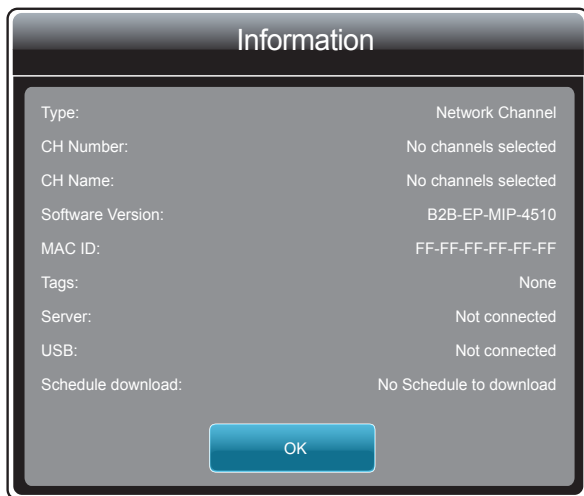 Information
Type: Network Channel
CH Number: No channels selected
CH Name: No channels selected
Software Version: B2B-EP-MIP-4510
MAC ID: FF-FF-FF-FF-FF-FF
Tags: None
Server: Not connected
USB: Not connected
Schedule download: No Schedule to download
OK